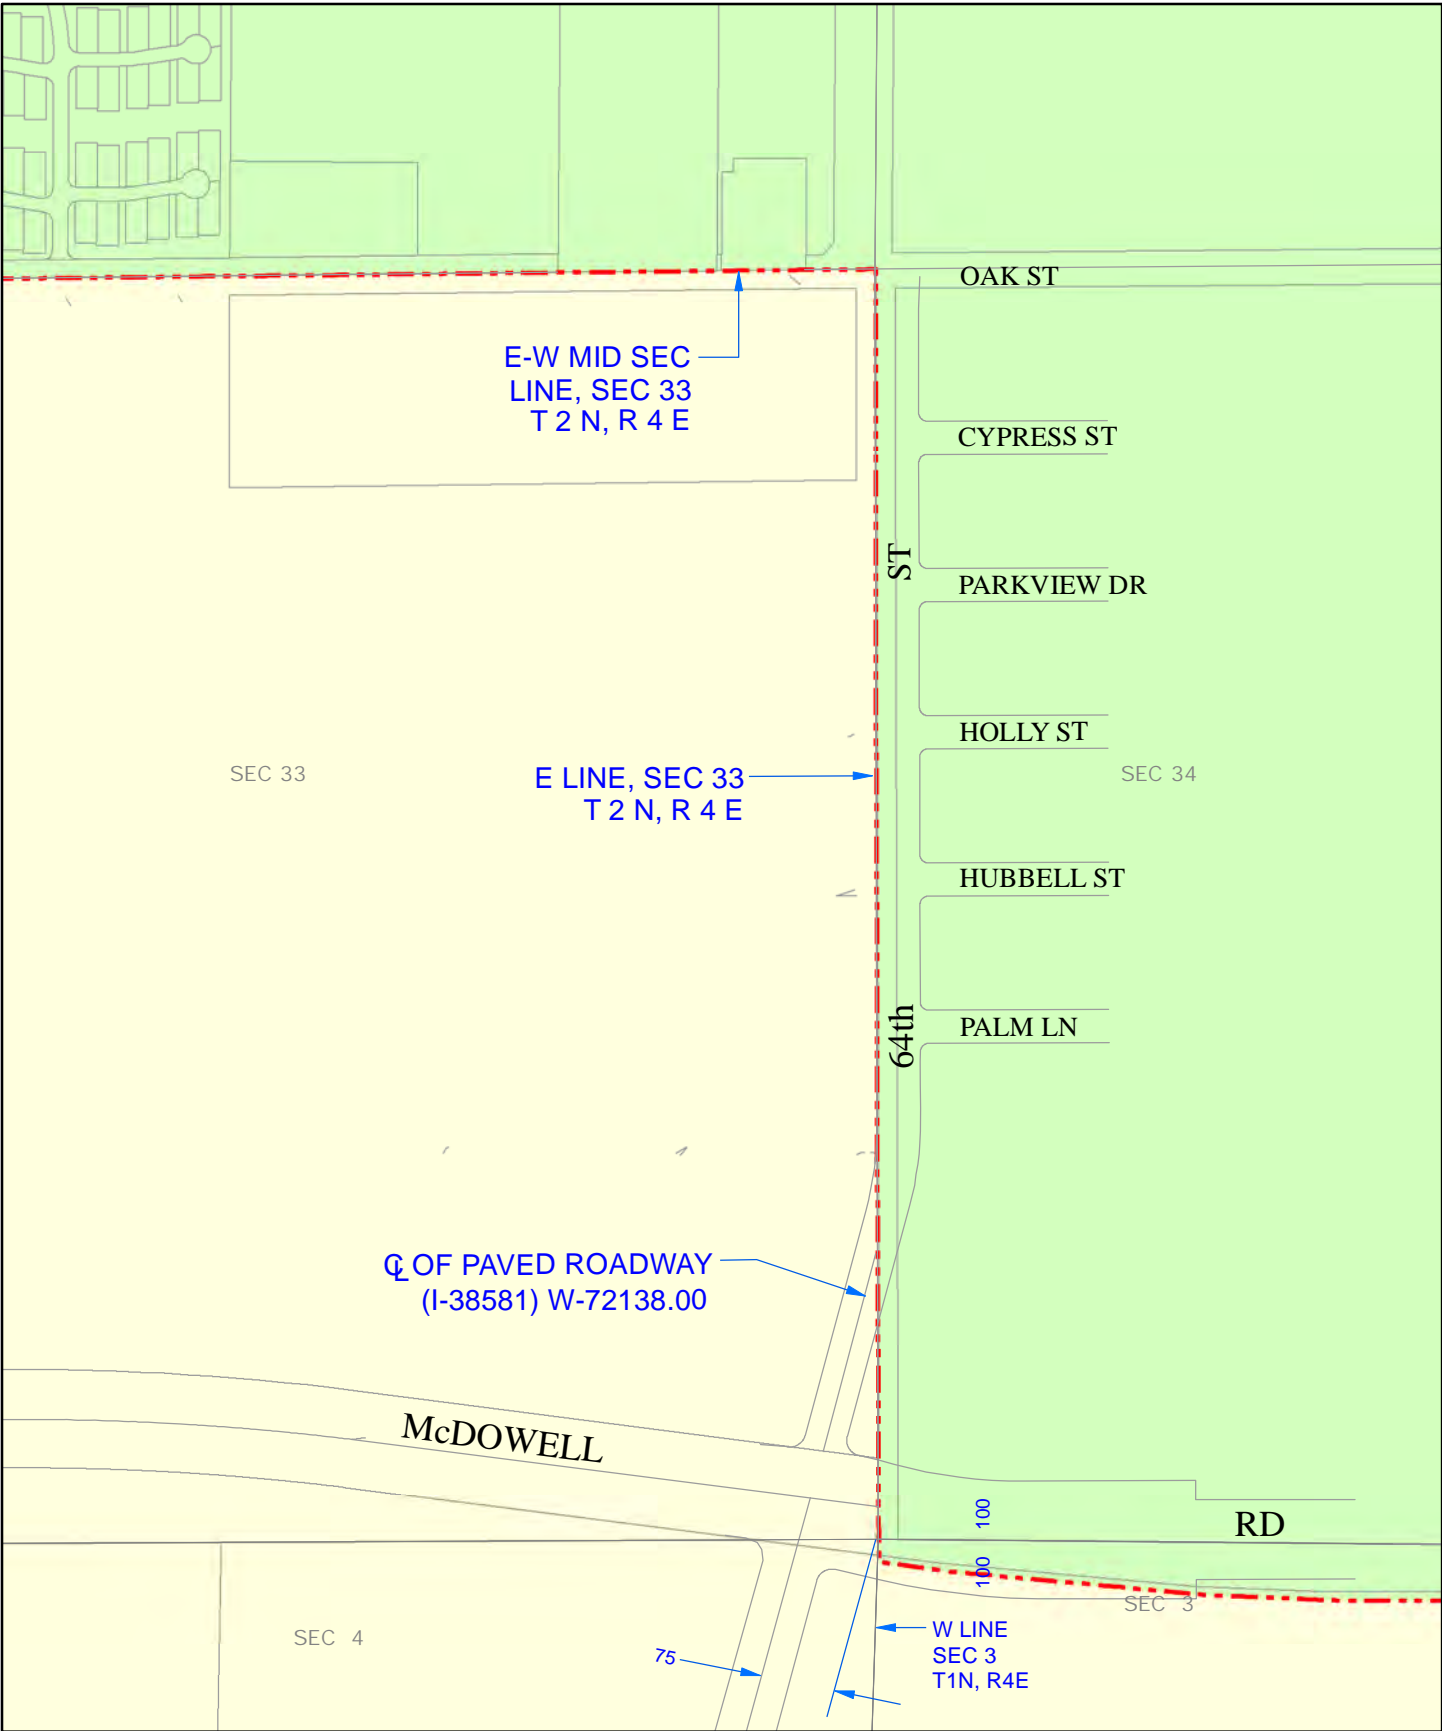 OAK ST
E-W MID SEC
LINE, SEC 33
T 2 N, R 4 E
CYPRESS ST
ST
PARKVIEW DR
HOLLY ST
SEC 33
E LINE, SEC 33
T 2 N, R 4 E
SEC 34
HUBBELL ST
64th
PALM LN
℄ OF PAVED ROADWAY
(I-38581) W-72138.00
McDOWELL
100
RD
100
SEC 3
SEC 4
75
W LINE
SEC 3
T1N, R4E